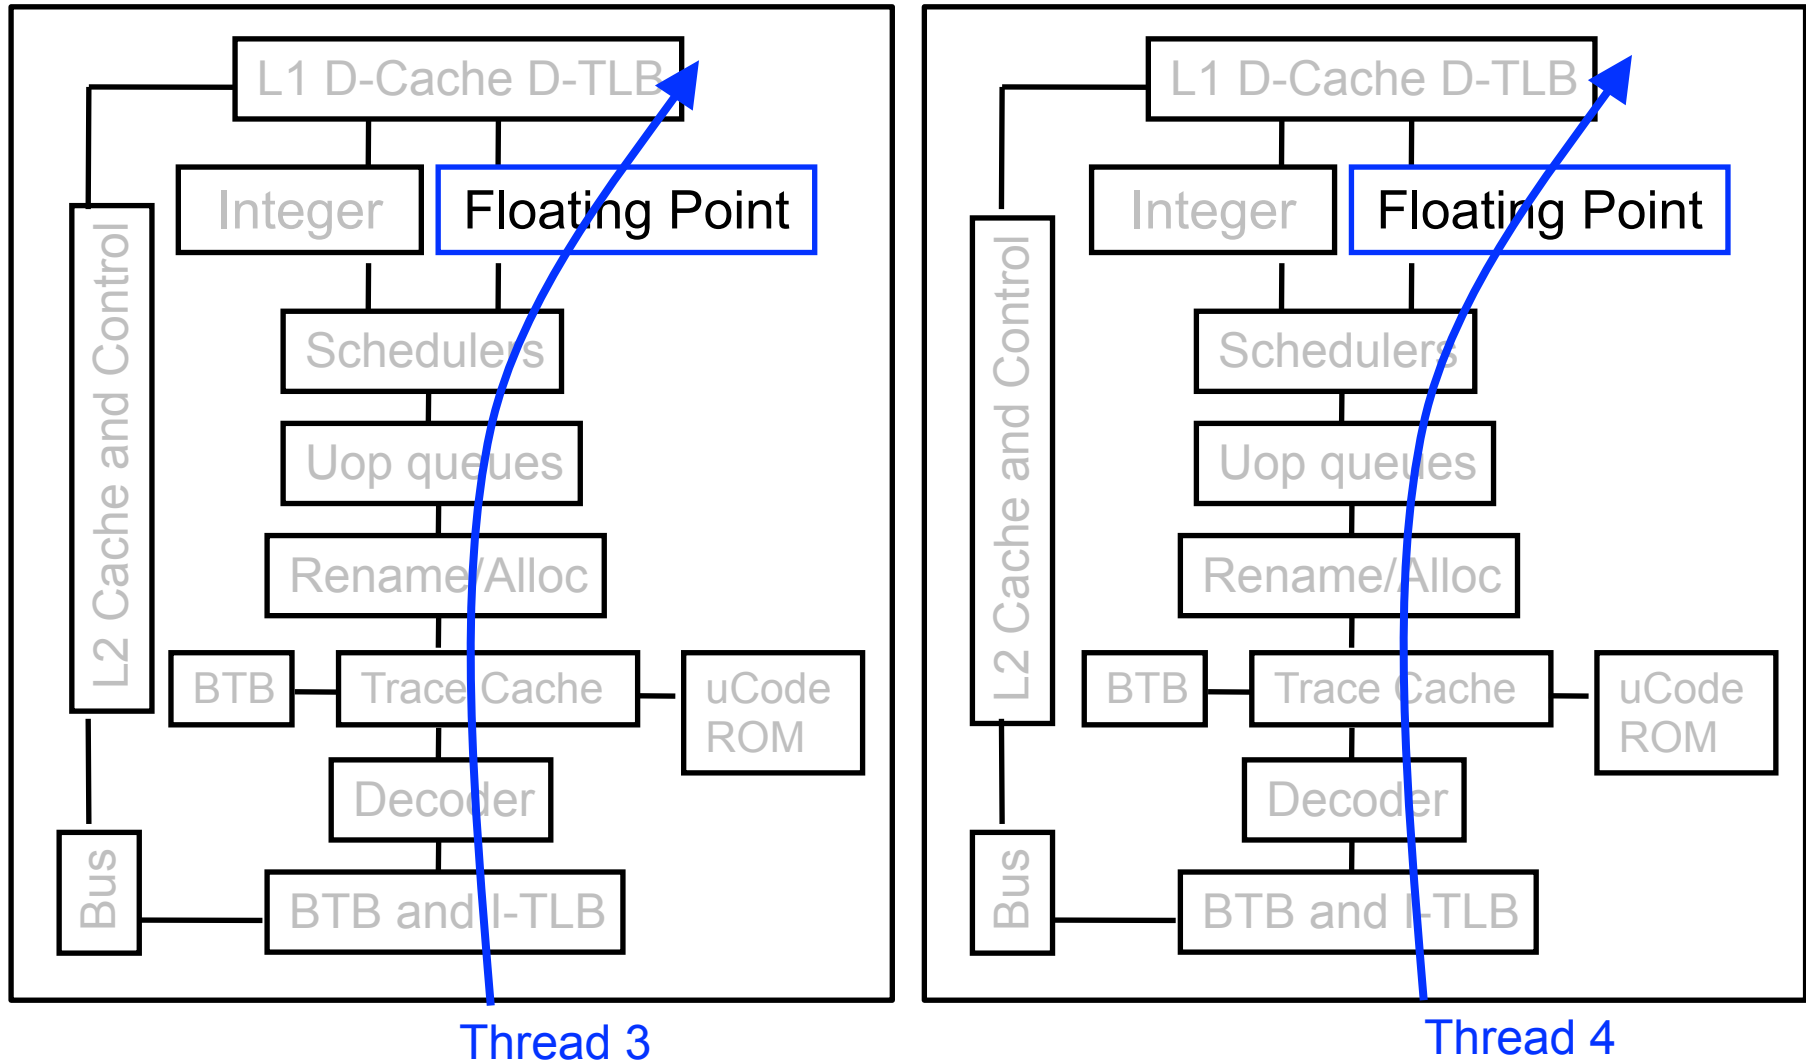 L1 D-Cache D-TLB
Integer
Floating Point
L2 Cache and Control
Schedulers
Uop queues
Rename/Alloc
BTB
Trace Cache
uCode
ROM
Decoder
Bus
BTB and I-TLB
Thread 3
L1 D-Cache D-TLB
Integer
Floating Point
L2 Cache and Control
Schedulers
Uop queues
Rename/Alloc
BTB
Trace Cache
uCode
ROM
Decoder
Bus
BTB and I-TLB
Thread 4